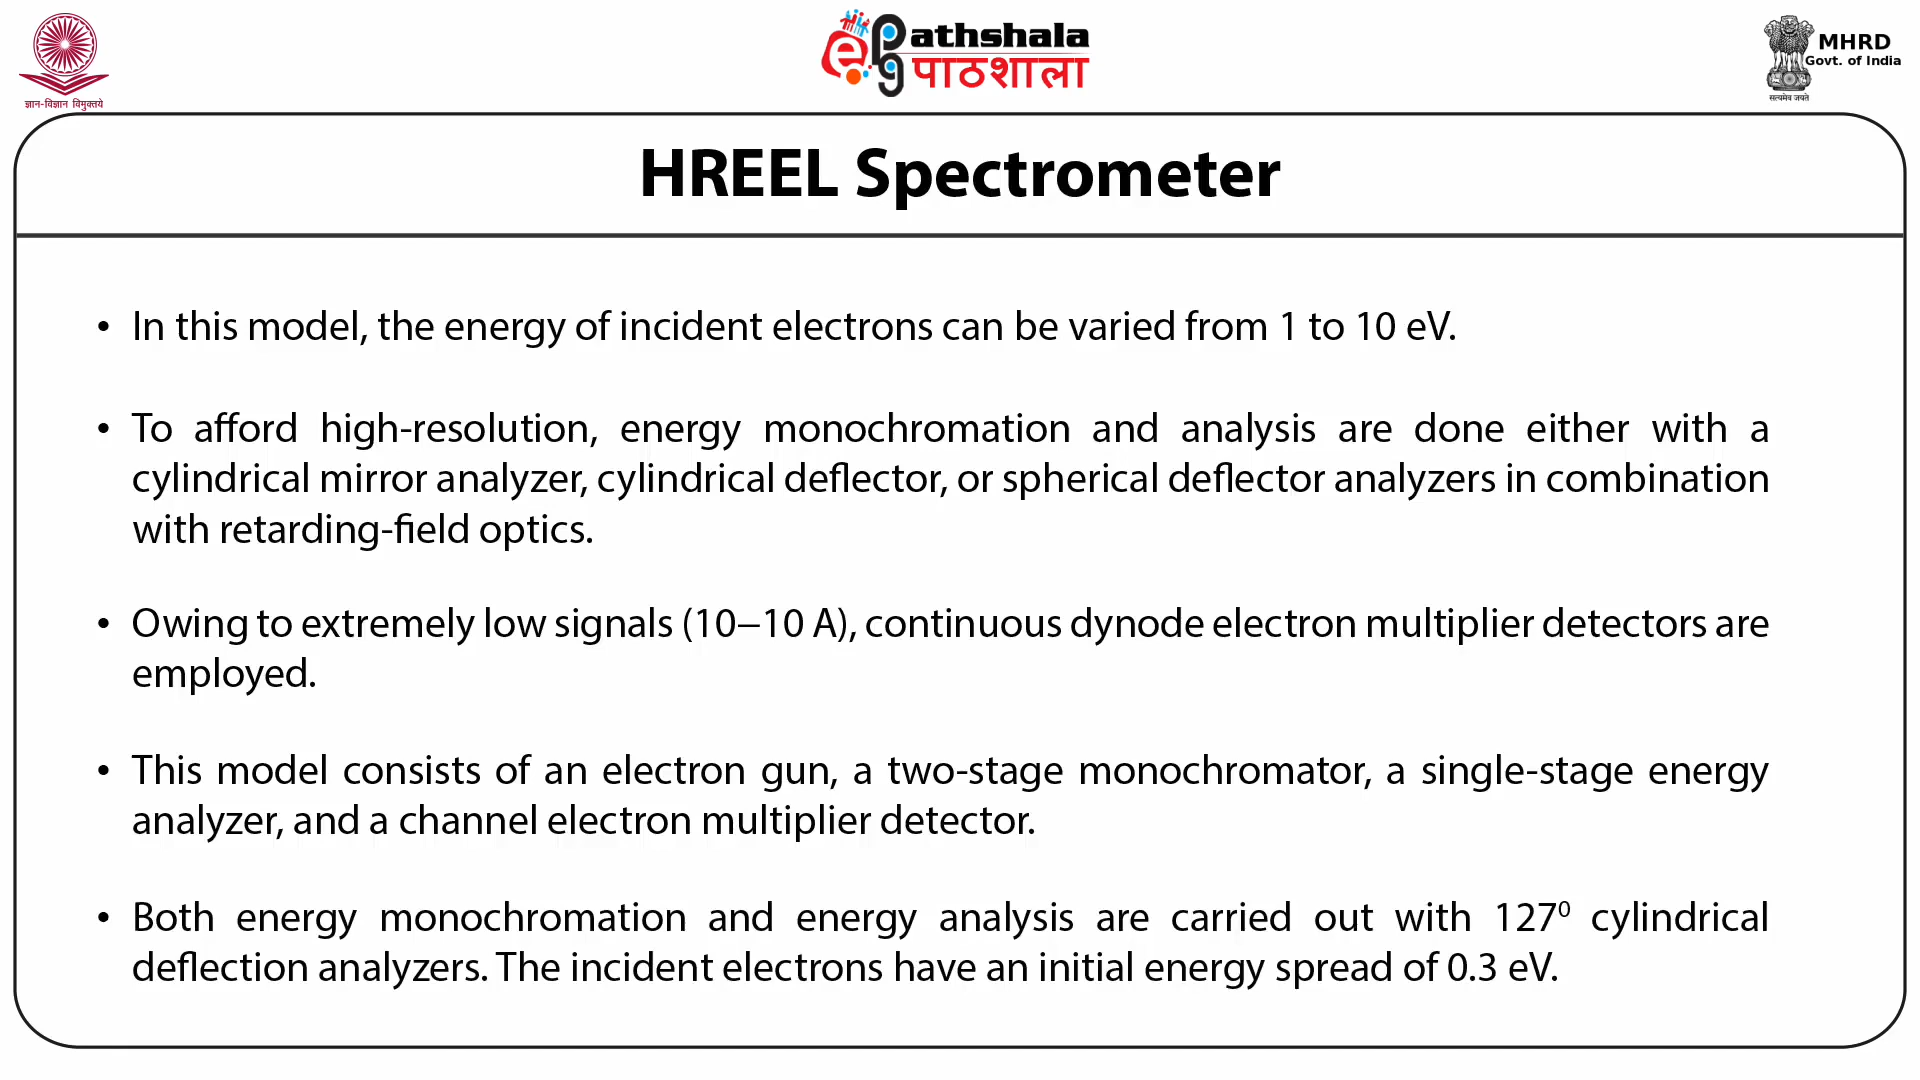 ePathshala
पाठशाला
MHRD
Govt. of India
ज्ञान-विज्ञान विमुक्तये
सत्यमेव जयते
HREEL Spectrometer
• In this model, the energy of incident electrons can be varied from 1 to 10 eV.
• To afford high-resolution, energy monochromation and analysis are done either with a
cylindrical mirror analyzer, cylindrical deflector, or spherical deflector analyzers in combination
with retarding-field optics.
• Owing to extremely low signals (10−10 A), continuous dynode electron multiplier detectors are
employed.
• This model consists of an electron gun, a two-stage monochromator, a single-stage energy
analyzer, and a channel electron multiplier detector.
• Both energy monochromation and energy analysis are carried out with 127⁰ cylindrical
deflection analyzers. The incident electrons have an initial energy spread of 0.3 eV.